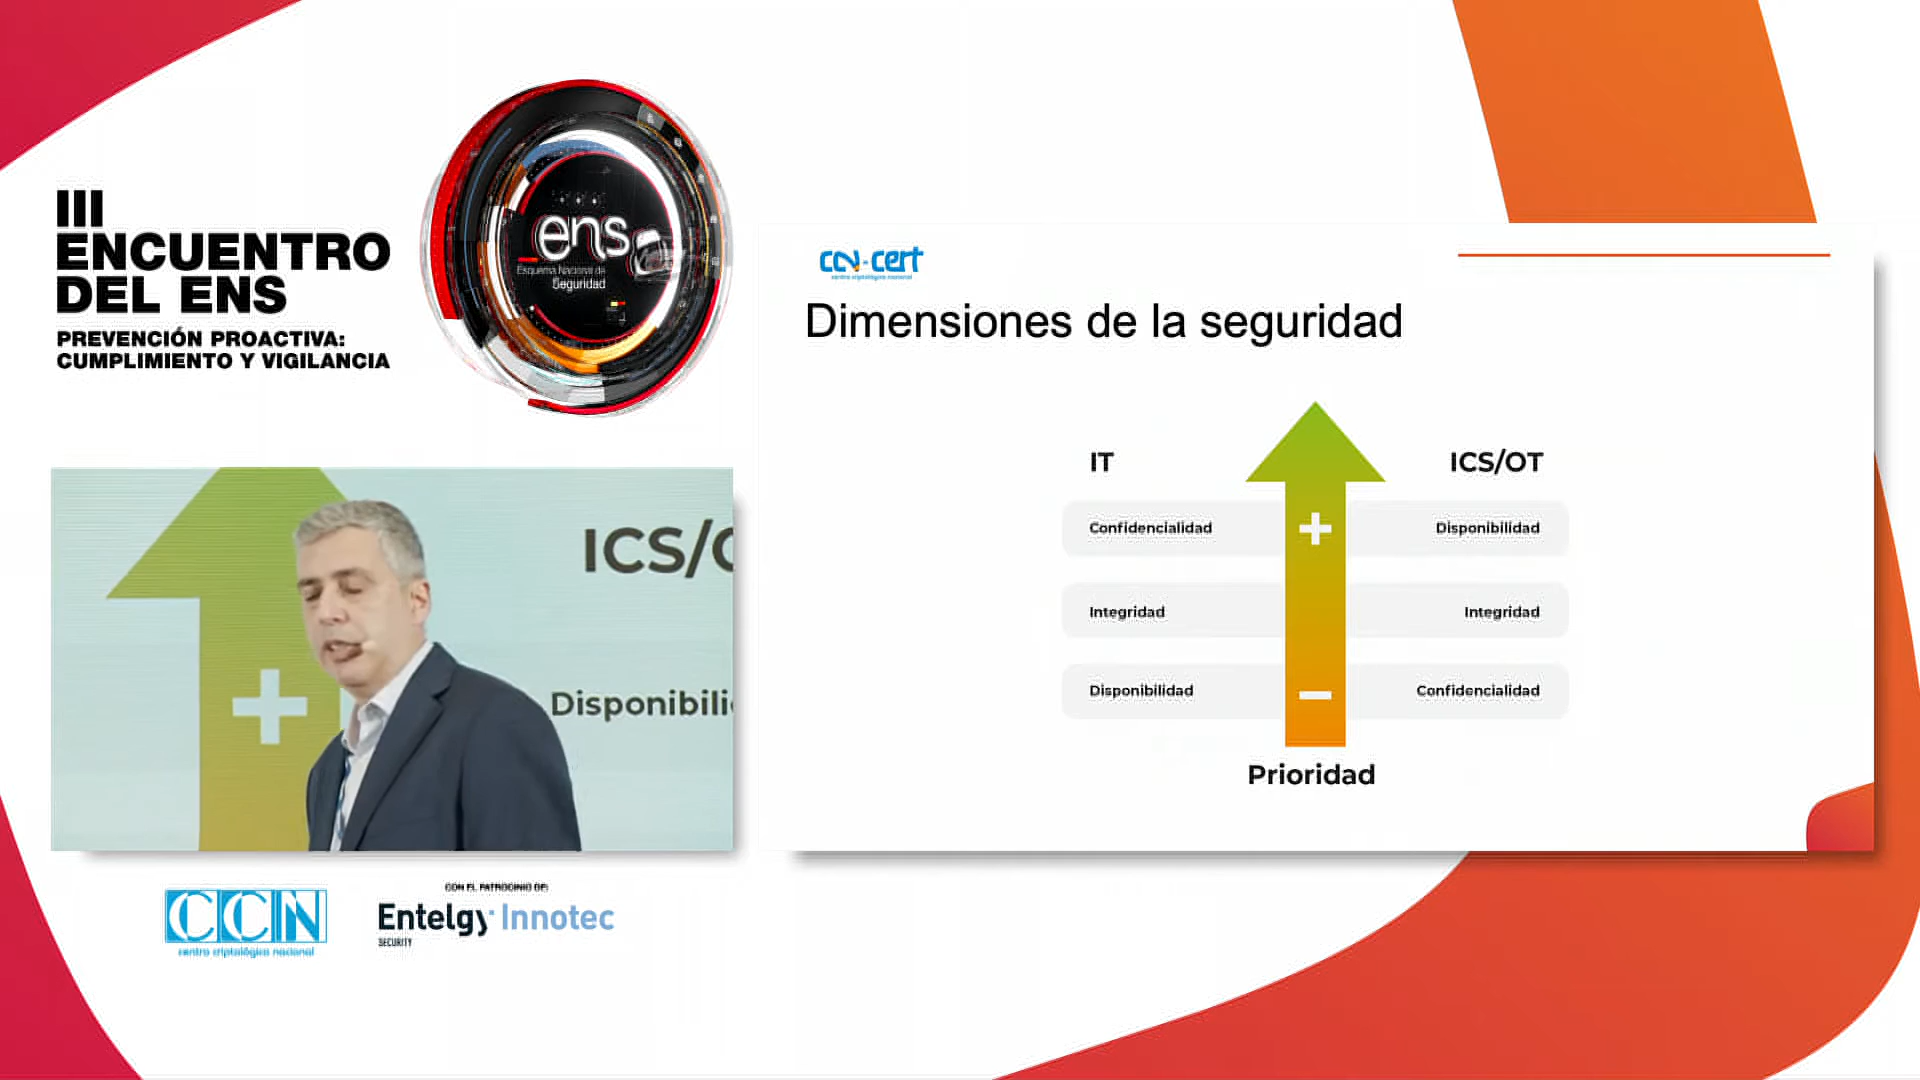 III
ENCUENTRO
DEL ENS
PREVENCIÓN PROACTIVA:
CUMPLIMIENTO Y VIGILANCIA
ens
Esquema Nacional de
Seguridad
ICS/O
+
Disponibili
CCN
centro criptológico nacional
CON EL PATROCINIO DE:
Entelgy Innotec
SECURITY
ccn-cert
centro criptológico nacional
Dimensiones de la seguridad
IT
ICS/OT
Confidencialidad
+
Disponibilidad
Integridad
Integridad
Disponibilidad
−
Confidencialidad
Prioridad